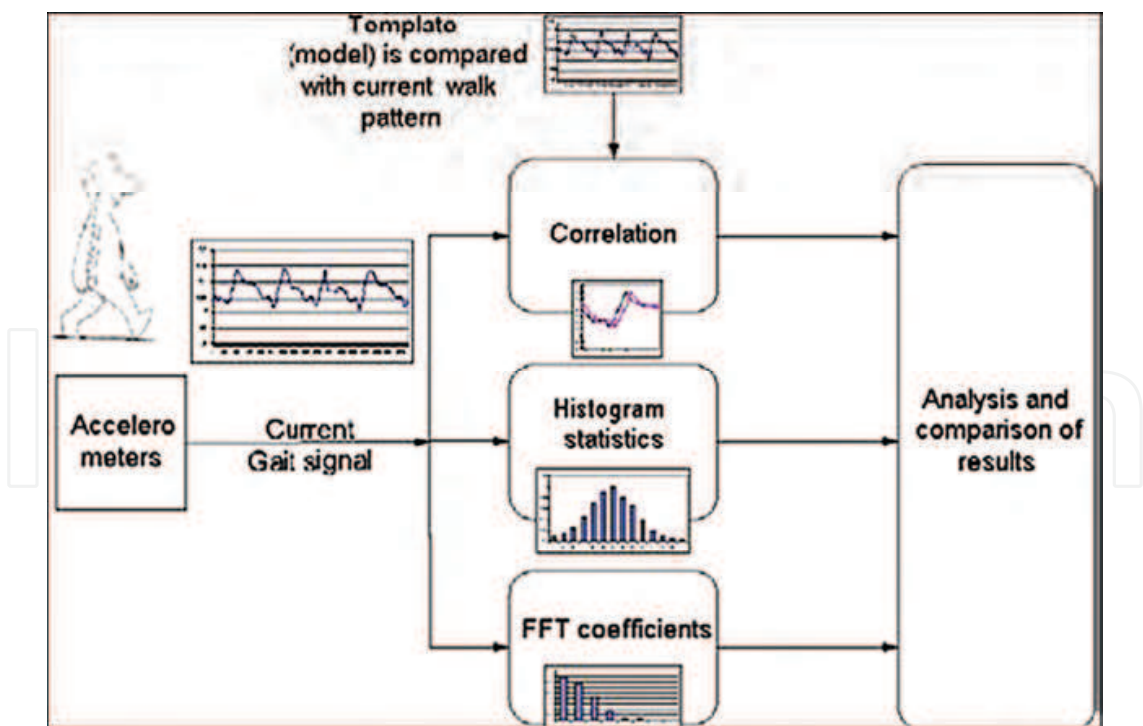 Tomplato
(model) is compared
with current walk
pattern
Correlation
Accelero
meters
Current
Gait signal
Histogram
statistics
FFT coefficients
Analysis and
comparison of
results